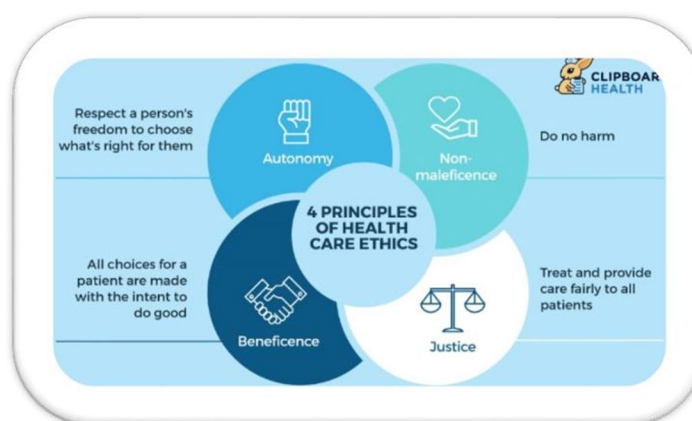 CLIPBOAR
HEALTH
Respect a person's
freedom to choose
what's right for them
Autonomy
Non-
maleficence
Do no harm
4 PRINCIPLES
OF HEALTH
CARE ETHICS
All choices for a
patient are made
with the intent to
do good
Beneficence
Justice
Treat and provide
care fairly to all
patients